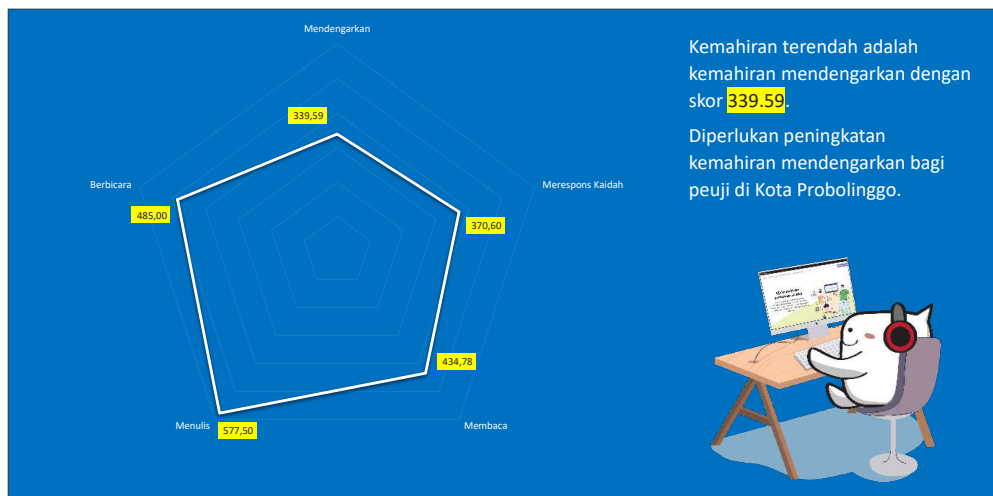 Mendengarkan
339,59
Berbicara
485,00
Merespons Kaidah
370,60
434,78
Menulis
577,50
Membaca
Kemahiran terendah adalah
kemahiran mendengarkan dengan
skor 339.59.
Diperlukan peningkatan
kemahiran mendengarkan bagi
peuji di Kota Probolinggo.